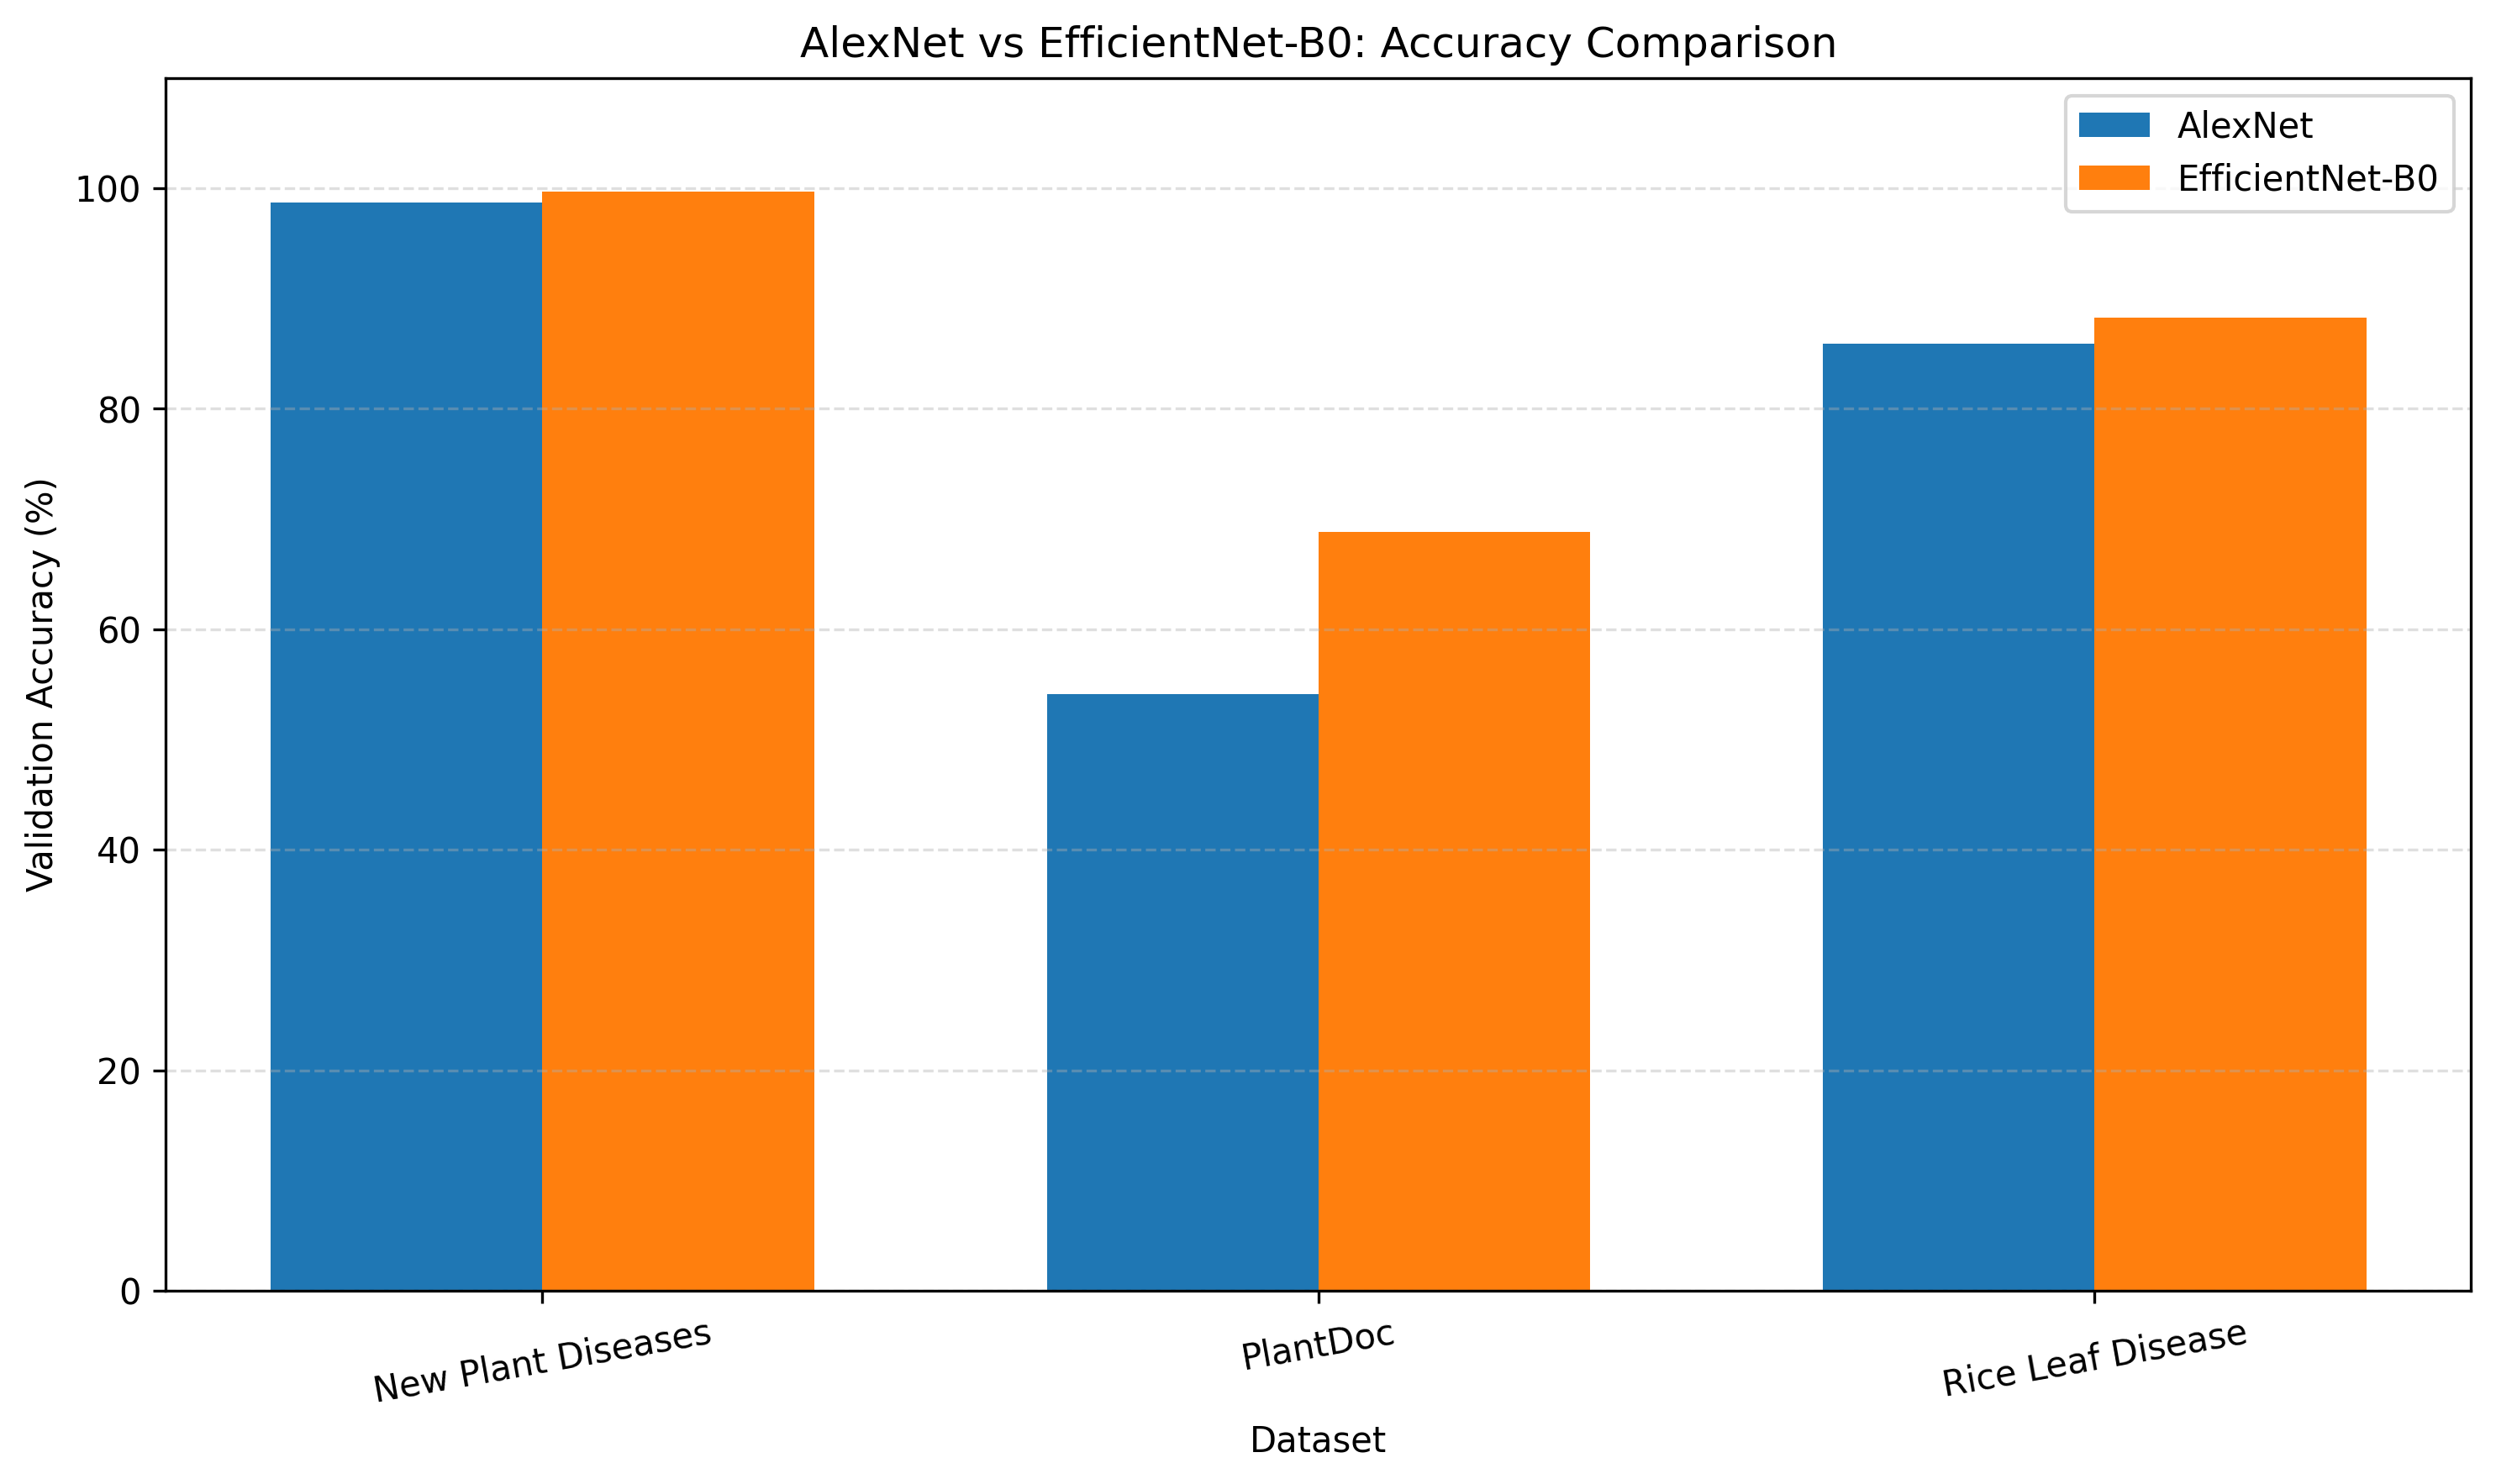 AlexNet vs EfficientNet-B0: Accuracy Comparison
AlexNet
EfficientNet-B0
Validation Accuracy (%)
100
80
60
40
20
0
New Plant Diseases
PlantDoc
Rice Leaf Disease
Dataset